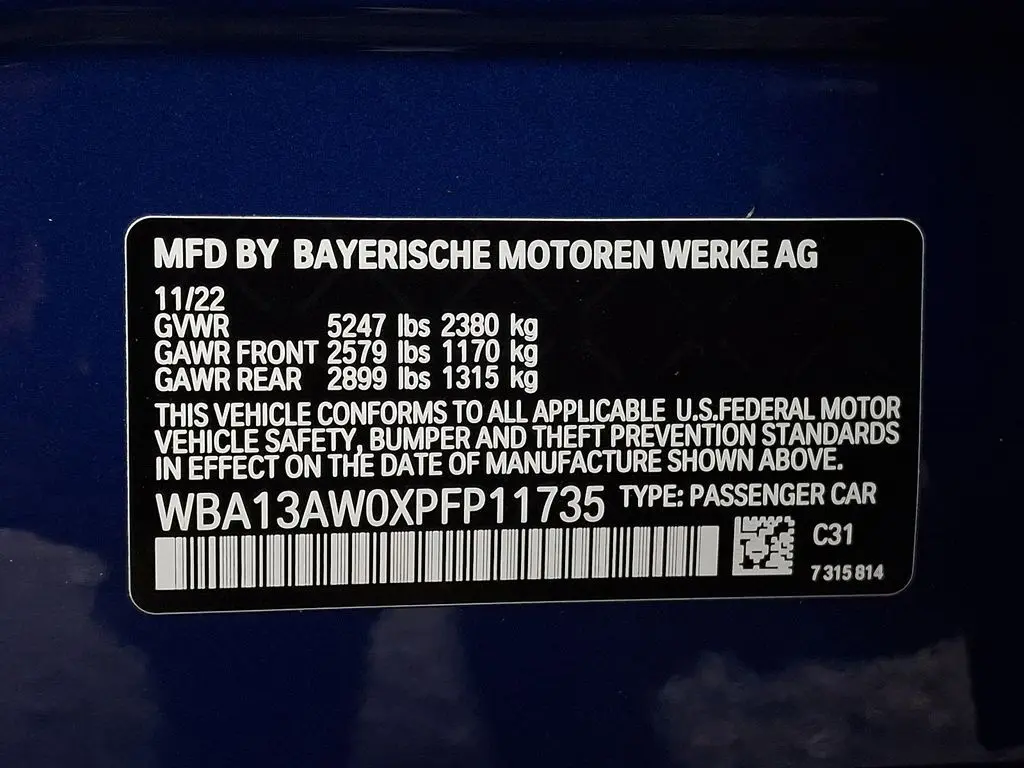 MFD BY BAYERISCHE MOTOREN WERKE AG
11/22
GVWR 5247 lbs 2380 kg
GAWR FRONT 2579 lbs 1170 kg
GAWR REAR 2899 lbs 1315 kg
THIS VEHICLE CONFORMS TO ALL APPLICABLE U.S.FEDERAL MOTOR
VEHICLE SAFETY, BUMPER AND THEFT PREVENTION STANDARDS
IN EFFECT ON THE DATE OF MANUFACTURE SHOWN ABOVE.
WBA13AW0XPFP11735 TYPE: PASSENGER CAR
C31
7 315 814